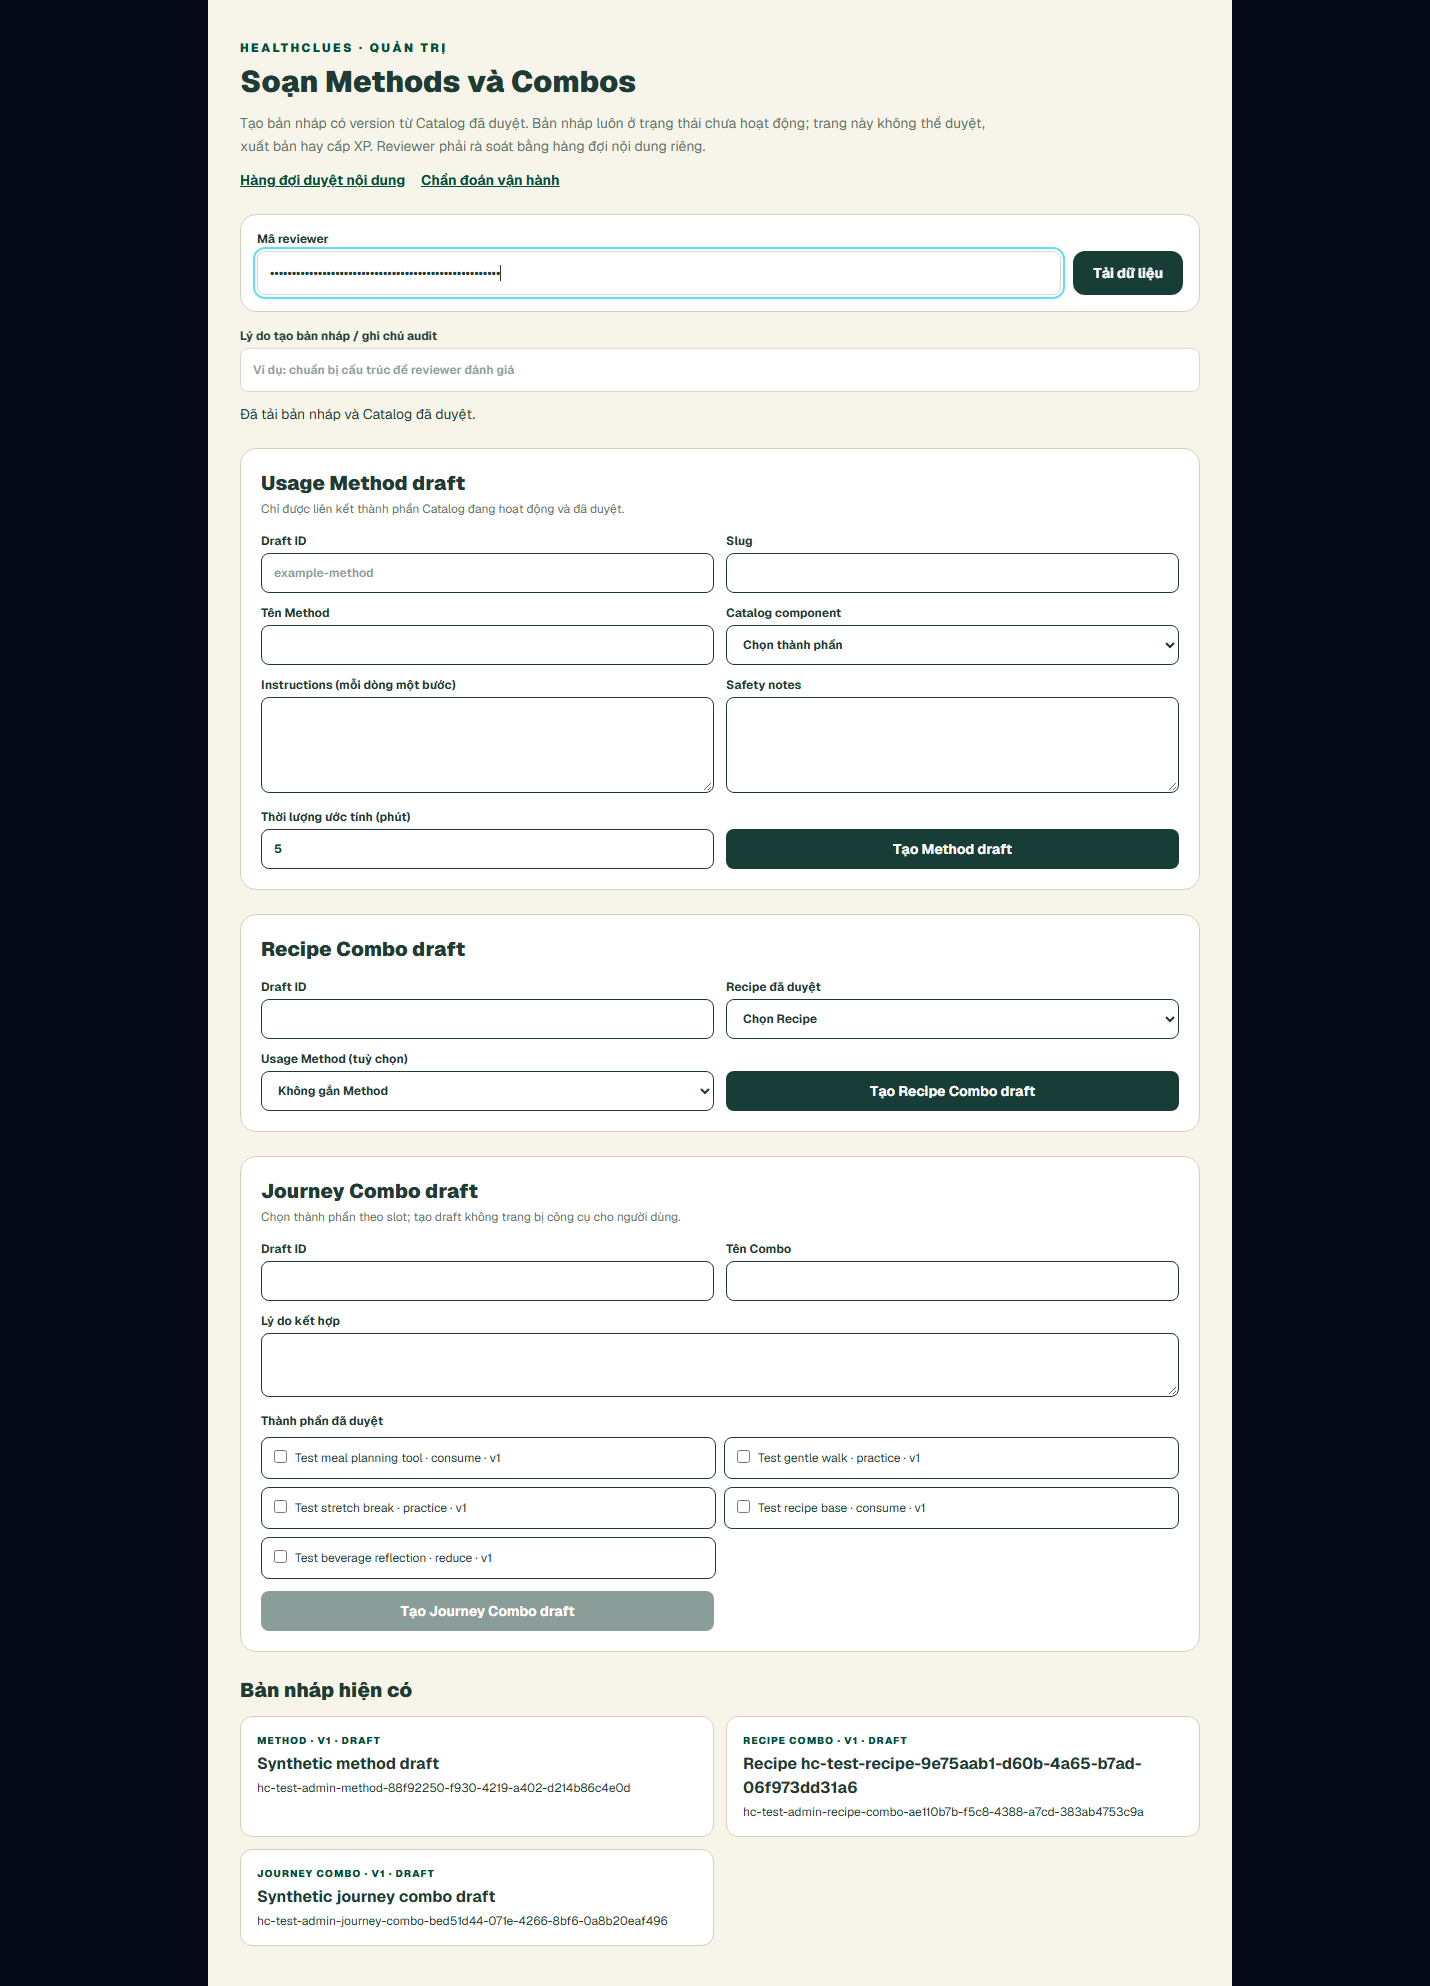 HEALTHCLUES · QUẢN TRỊ
Soạn Methods và Combos
Tạo bản nháp có version từ Catalog đã duyệt. Bản nháp luôn ở trạng thái chưa hoạt động; trang này không thể duyệt,
xuất bản hay cấp XP. Reviewer phải rà soát bằng hàng đợi nội dung riêng.
Hàng đợi duyệt nội dung Chẩn đoán vận hành
Mã reviewer
Tải dữ liệu
Lý do tạo bản nháp / ghi chú audit
Ví dụ: chuẩn bị cấu trúc để reviewer đánh giá
Đã tải bản nháp và Catalog đã duyệt.
Usage Method draft
Chỉ được liên kết thành phần Catalog đang hoạt động và đã duyệt.
Draft ID
Slug
example-method
Tên Method
Catalog component
Chọn thành phần
Instructions (mỗi dòng một bước)
Safety notes
Thời lượng ước tính (phút)
5
Tạo Method draft
Recipe Combo draft
Draft ID
Recipe đã duyệt
Chọn Recipe
Usage Method (tuỳ chọn)
Không gắn Method
Tạo Recipe Combo draft
Journey Combo draft
Chọn thành phần theo slot; tạo draft không trang bị công cụ cho người dùng.
Draft ID
Tên Combo
Lý do kết hợp
Thành phần đã duyệt
Test meal planning tool · consume · v1
Test gentle walk · practice · v1
Test stretch break · practice · v1
Test recipe base · consume · v1
Test beverage reflection · reduce · v1
Tạo Journey Combo draft
Bản nháp hiện có
METHOD · V1 · DRAFT
Synthetic method draft
hc-test-admin-method-88f92250-f930-4219-a402-d214b86c4e0d
RECIPE COMBO · V1 · DRAFT
Recipe hc-test-recipe-9e75aab1-d60b-4a65-b7ad-
06f973dd31a6
hc-test-admin-recipe-combo-ae110b7b-f5c8-4388-a7cd-383ab4753c9a
JOURNEY COMBO · V1 · DRAFT
Synthetic journey combo draft
hc-test-admin-journey-combo-bed51d44-071e-4266-8bf6-0a8b20eaf496